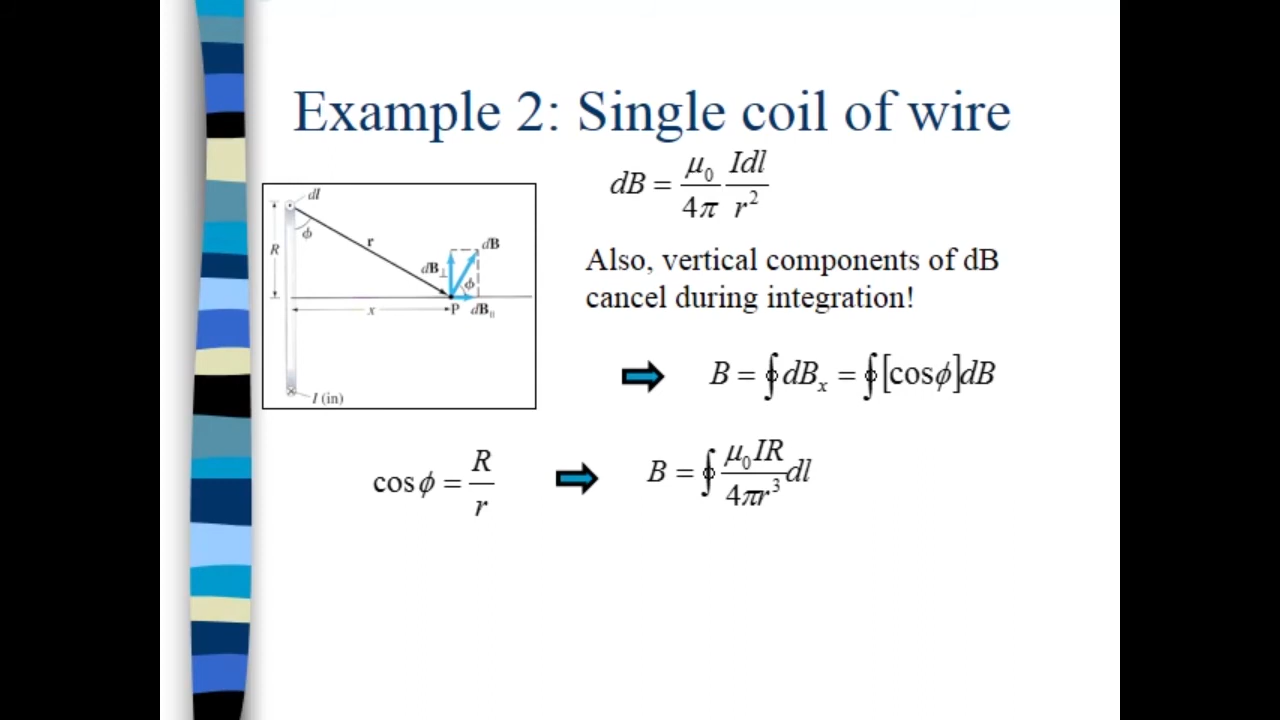 Example 2: Single coil of wire
dB = μ₀/4π Idl/r²
dl
ϕ
R
r
dB
dB⊥
ϕ
x
P dB||
I (in)
Also, vertical components of dB
cancel during integration!
B = ∮dBₓ = ∮[cosϕ]dB
cos ϕ = R/r
B = ∮ μ₀IR/4πr³ dl